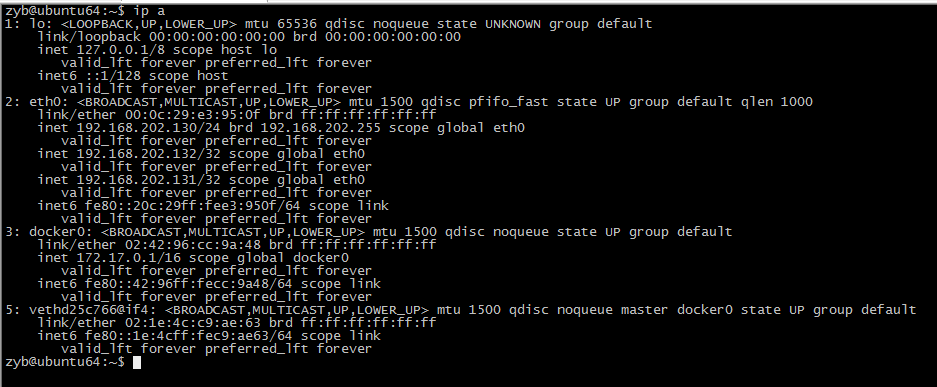 zyb@ubuntu64:~$ ip a
1: lo: <LOOPBACK,UP,LOWER_UP> mtu 65536 qdisc noqueue state UNKNOWN group default
    link/loopback 00:00:00:00:00:00 brd 00:00:00:00:00:00
    inet 127.0.0.1/8 scope host lo
       valid_lft forever preferred_lft forever
    inet6 ::1/128 scope host
       valid_lft forever preferred_lft forever
2: eth0: <BROADCAST,MULTICAST,UP,LOWER_UP> mtu 1500 qdisc pfifo_fast state UP group default qlen 1000
    link/ether 00:0c:29:e3:95:0f brd ff:ff:ff:ff:ff:ff
    inet 192.168.202.130/24 brd 192.168.202.255 scope global eth0
       valid_lft forever preferred_lft forever
    inet 192.168.202.132/32 scope global eth0
       valid_lft forever preferred_lft forever
    inet 192.168.202.131/32 scope global eth0
       valid_lft forever preferred_lft forever
    inet6 fe80::20c:29ff:fee3:950f/64 scope link
       valid_lft forever preferred_lft forever
3: docker0: <BROADCAST,MULTICAST,UP,LOWER_UP> mtu 1500 qdisc noqueue state UP group default
    link/ether 02:42:96:cc:9a:48 brd ff:ff:ff:ff:ff:ff
    inet 172.17.0.1/16 scope global docker0
       valid_lft forever preferred_lft forever
    inet6 fe80::42:96ff:fecc:9a48/64 scope link
       valid_lft forever preferred_lft forever
5: vethd25c766@if4: <BROADCAST,MULTICAST,UP,LOWER_UP> mtu 1500 qdisc noqueue master docker0 state UP group default
    link/ether 02:1e:4c:c9:ae:63 brd ff:ff:ff:ff:ff:ff
    inet6 fe80::1e:4cff:fec9:ae63/64 scope link
       valid_lft forever preferred_lft forever
zyb@ubuntu64:~$